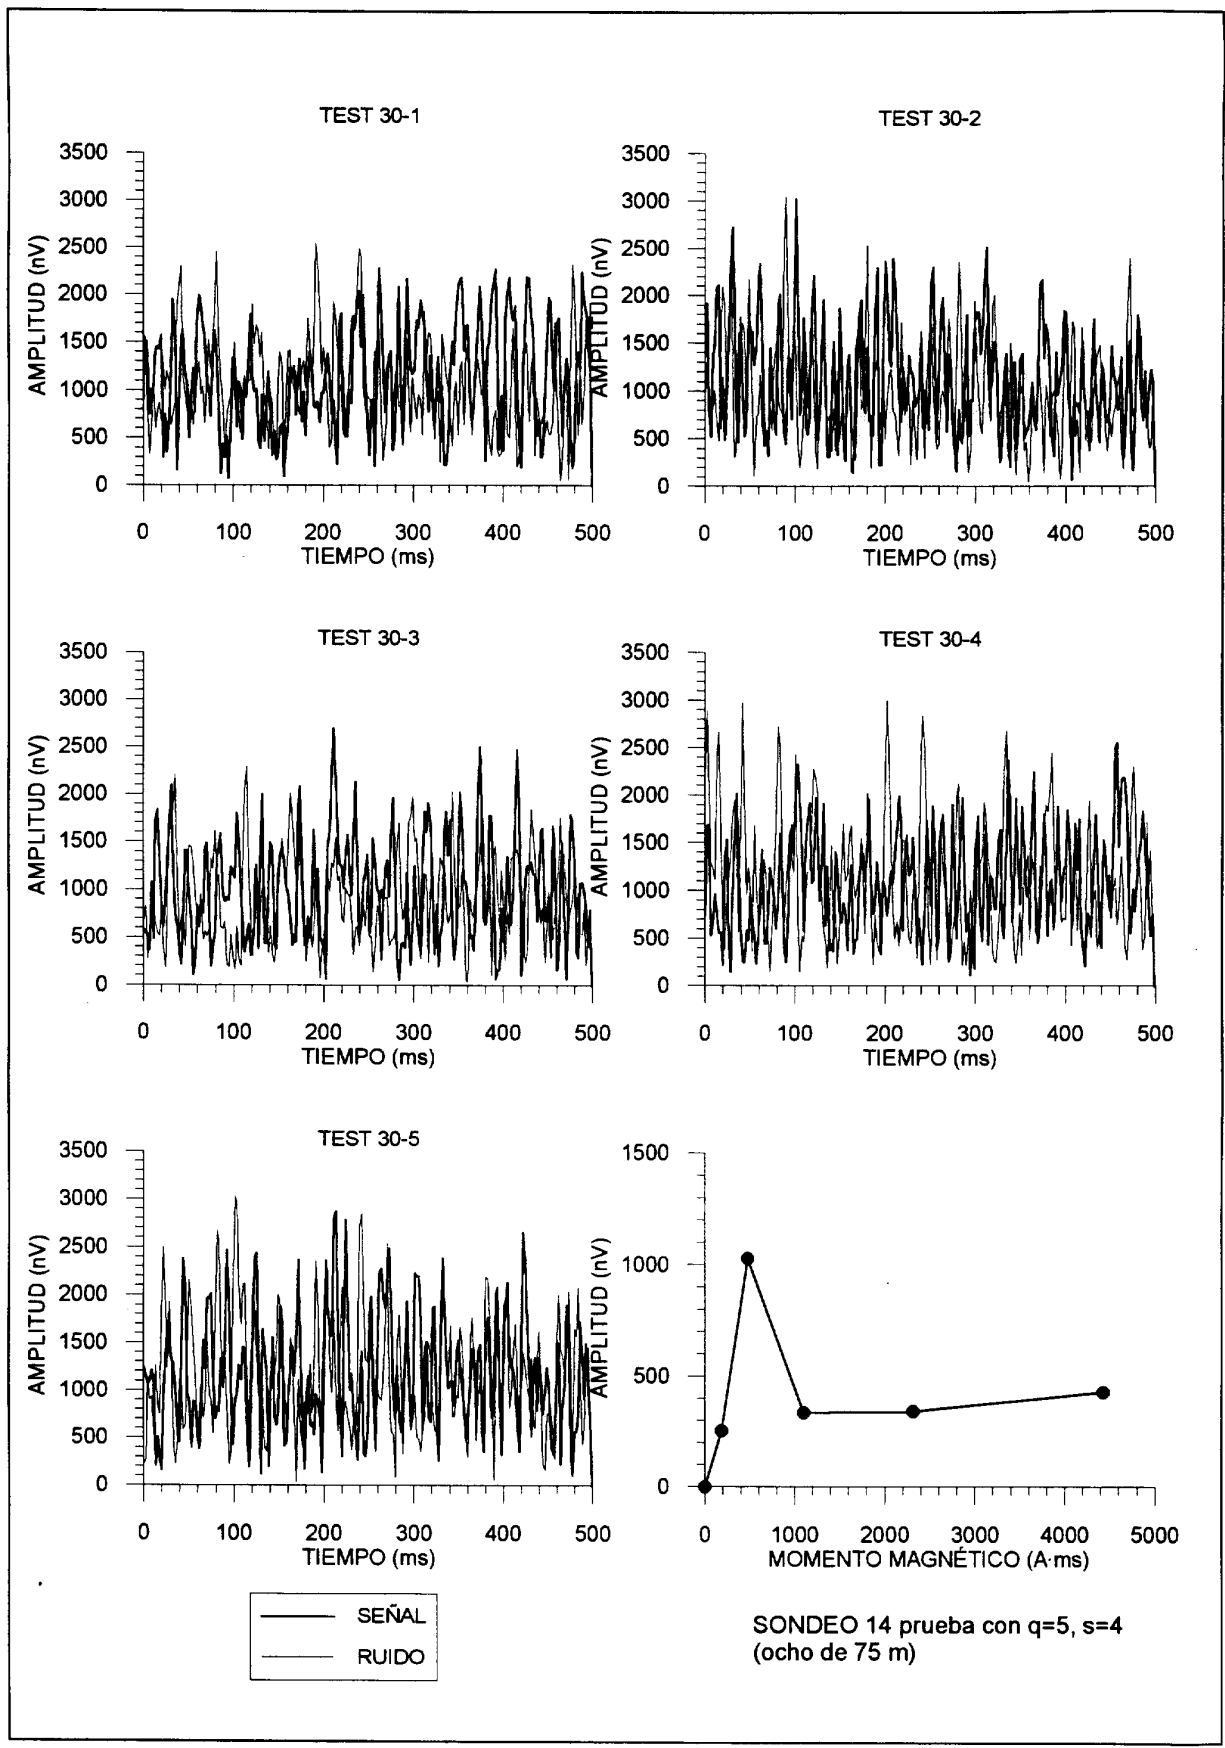 TEST 30-1
AMPLITUD (nV)
3500
3000
2500
2000
1500
1000
500
0
0 100 200 300 400 500
TIEMPO (ms)
TEST 30-2
AMPLITUD (nV)
3500
3000
2500
2000
1500
1000
500
0
0 100 200 300 400 500
TIEMPO (ms)
TEST 30-3
AMPLITUD (nV)
3500
3000
2500
2000
1500
1000
500
0
0 100 200 300 400 500
TIEMPO (ms)
TEST 30-4
AMPLITUD (nV)
3500
3000
2500
2000
1500
1000
500
0
0 100 200 300 400 500
TIEMPO (ms)
TEST 30-5
AMPLITUD (nV)
3500
3000
2500
2000
1500
1000
500
0
0 100 200 300 400 500
TIEMPO (ms)
AMPLITUD (nV)
1500
1000
500
0
0 1000 2000 3000 4000 5000
MOMENTO MAGNÉTICO (A·ms)
SEÑAL
RUIDO
SONDEO 14 prueba con q=5, s=4
(ocho de 75 m)